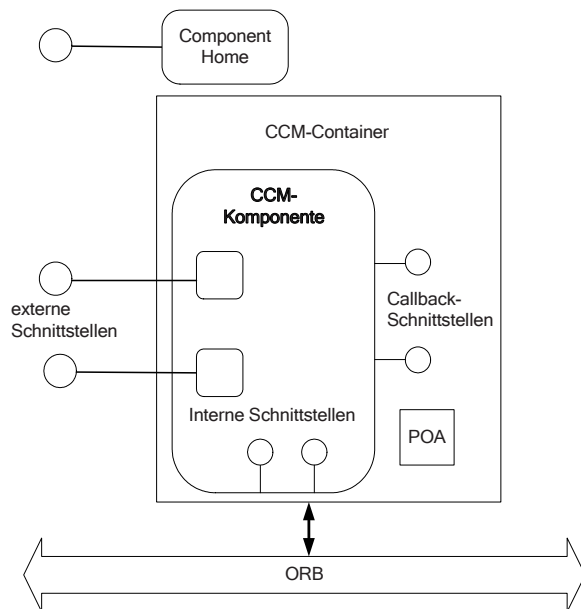 Component
Home
CCM-Container
CCM-
Komponente
externe
Schnittstellen
Callback-
Schnittstellen
Interne Schnittstellen
POA
ORB